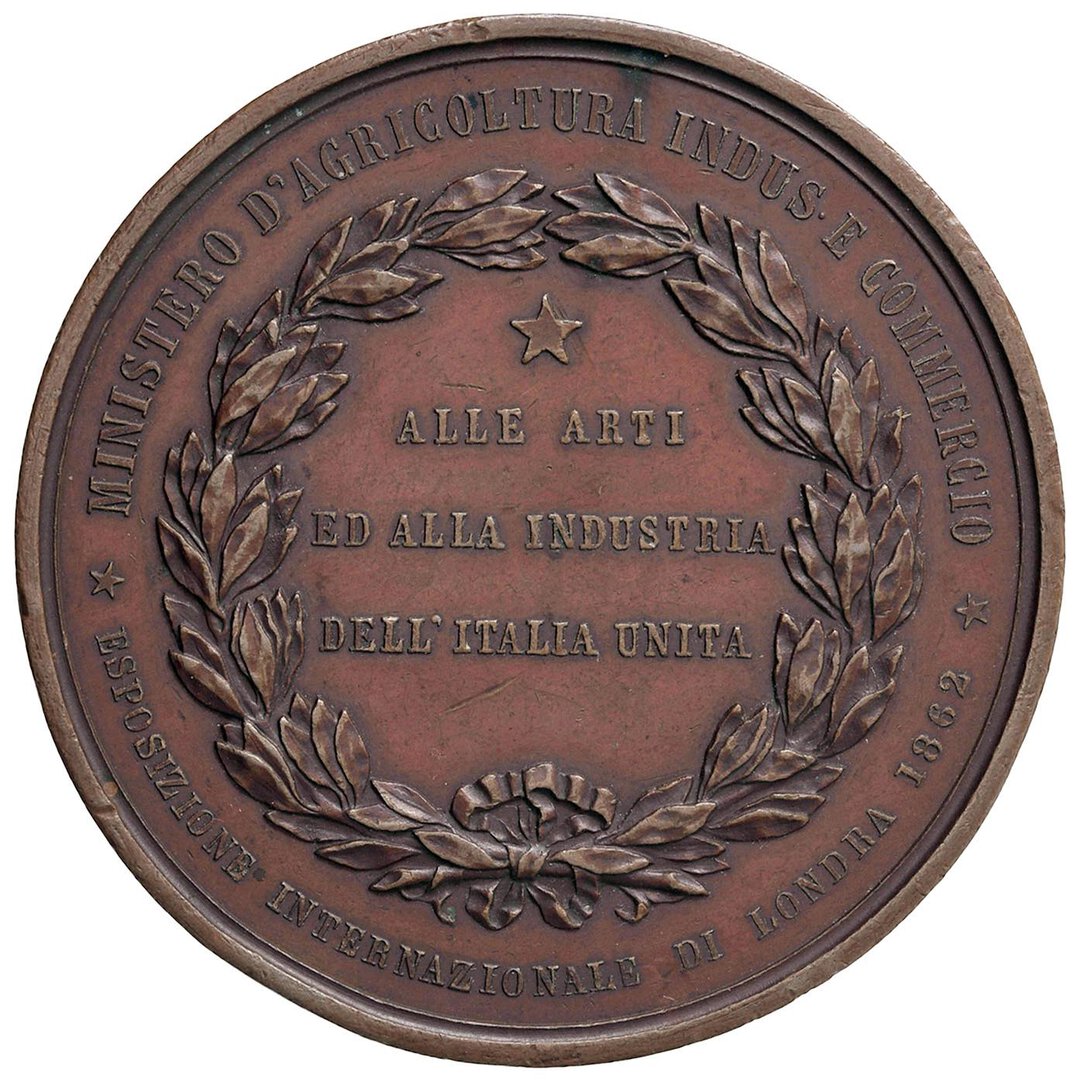 MINISTERO D'AGRICOLTURA INDUS. E COMMERCIO
ALLE ARTI
ED ALLA INDUSTRIA
DELL'ITALIA UNITA
ESPOSIZIONE INTERNAZIONALE DI LONDRA 1862